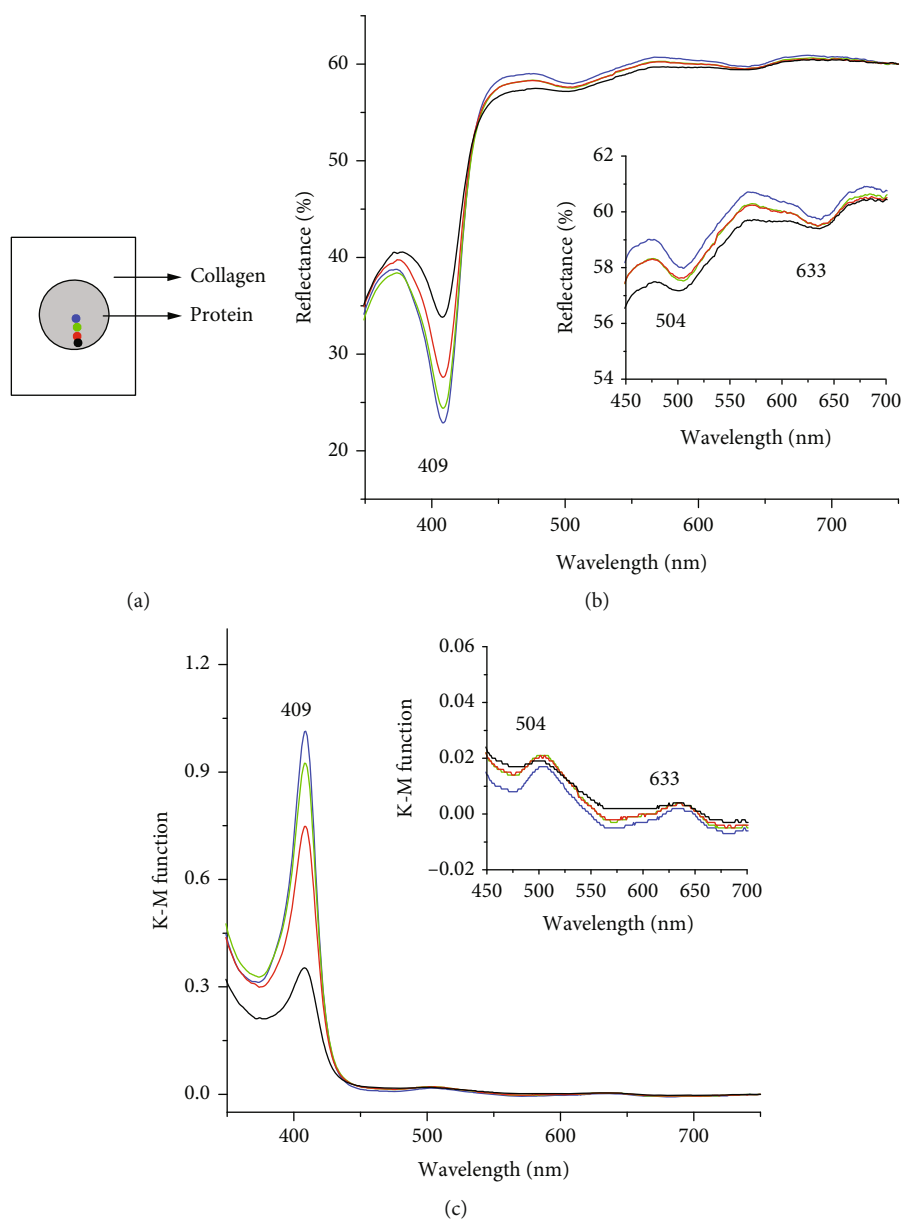 Collagen
Protein
(a)
60
50
40
30
20
Reflectance (%)
409
400
500
600
700
Wavelength (nm)
62
60
58
56
54
Reflectance (%)
504
633
450 500 550 600 650 700
Wavelength (nm)
(b)
1.2
0.9
0.6
0.3
0.0
K-M function
409
400
500
600
700
Wavelength (nm)
0.06
0.04
0.02
0.00
−0.02
K-M function
504
633
450 500 550 600 650 700
Wavelength (nm)
(c)